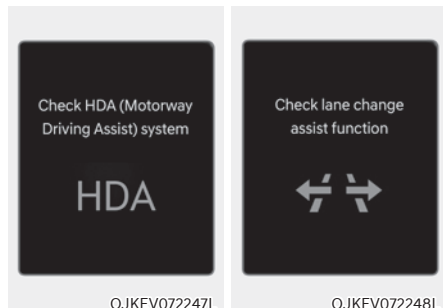 Check HDA (Motorway
Driving Assist) system
HDA
Check lane change
assist function
OJKEV072247L
OJKEV072248L